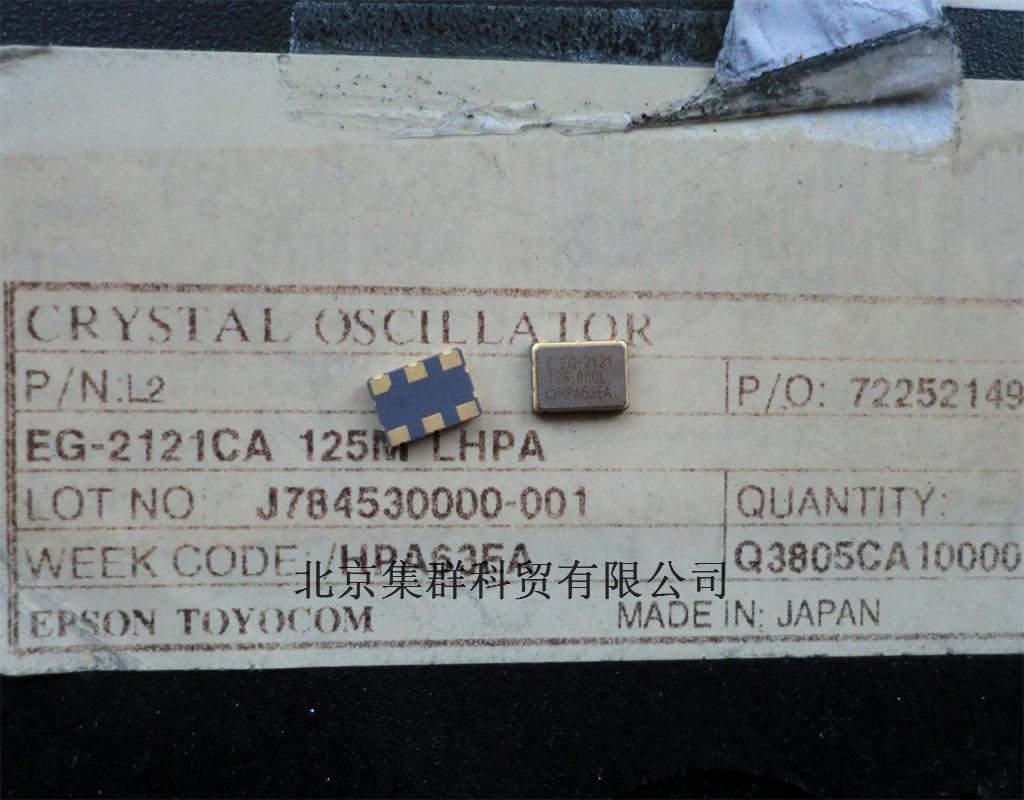 CRYSTAL OSCILLATOR
P/N:L2
P/O: 72252149
E EG-2121
125.000L
HPA63EA
EG-2121CA 125M LHPA
LOT NO J784530000-001
QUANTITY:
WEEK CODE: /HPA63EA
Q3805CA10000
北京集群科贸有限公司
EPSON TOYOCOM
MADE IN: JAPAN